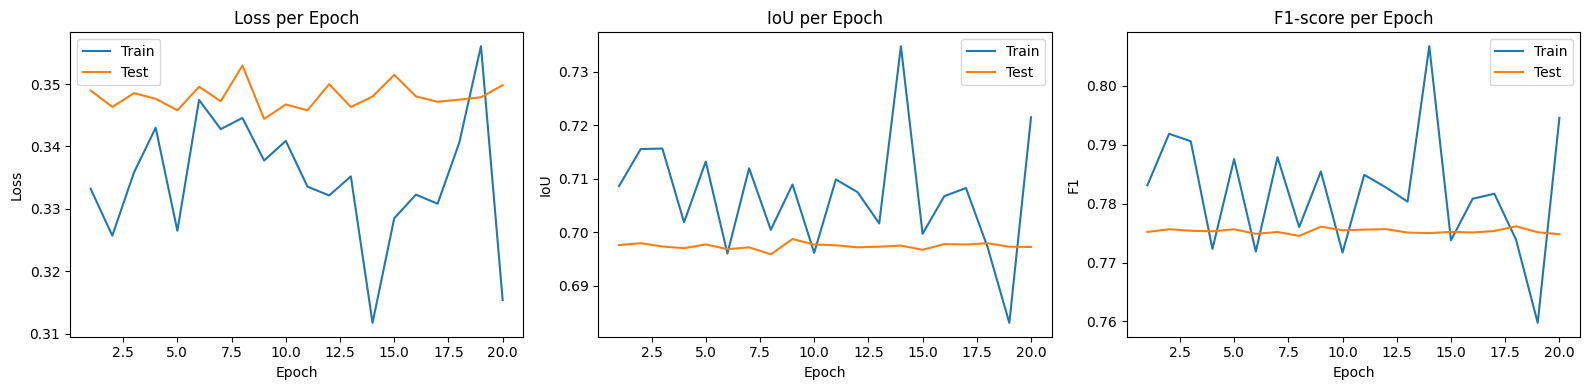 Loss per Epoch
Train
Test
0.35
0.34
0.33
0.32
0.31
Loss
2.5
5.0
7.5
10.0
12.5
15.0
17.5
20.0
Epoch
IoU per Epoch
Train
Test
0.73
0.72
0.71
0.70
0.69
IoU
2.5
5.0
7.5
10.0
12.5
15.0
17.5
20.0
Epoch
F1-score per Epoch
Train
Test
0.80
0.79
0.78
0.77
0.76
F1
2.5
5.0
7.5
10.0
12.5
15.0
17.5
20.0
Epoch